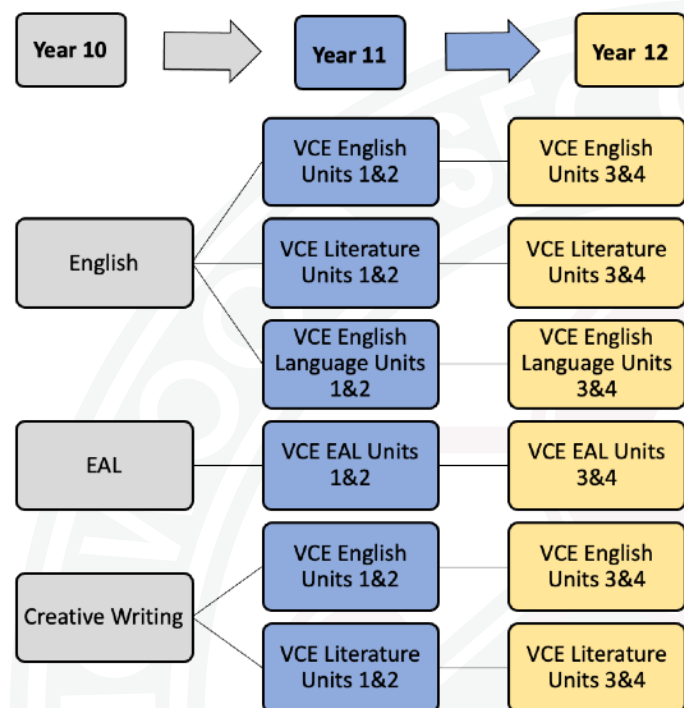 Year 10
Year 11
Year 12
English
VCE English
Units 1&2
VCE English
Units 3&4
VCE Literature
Units 1&2
VCE Literature
Units 3&4
VCE English
Language Units
1&2
VCE English
Language Units
3&4
EAL
VCE EAL Units
1&2
VCE EAL Units
3&4
Creative Writing
VCE English
Units 1&2
VCE English
Units 3&4
VCE Literature
Units 1&2
VCE Literature
Units 3&4